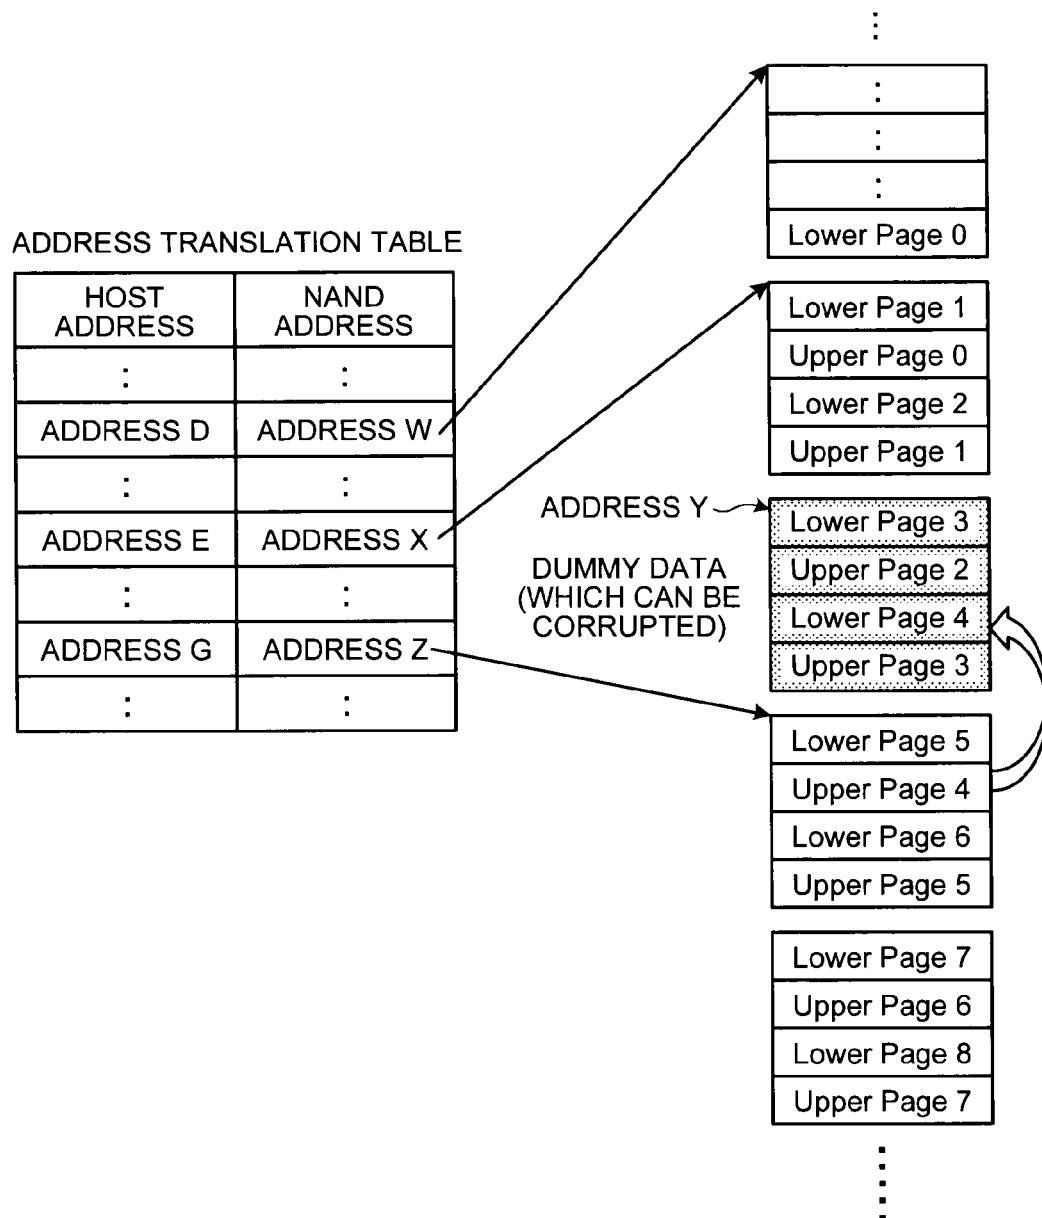 ADDRESS TRANSLATION TABLE
HOST
ADDRESS
NAND
ADDRESS
:
:
ADDRESS D
ADDRESS W
:
:
ADDRESS E
ADDRESS X
:
:
ADDRESS G
ADDRESS Z
:
:
ADDRESS Y
DUMMY DATA
(WHICH CAN BE
CORRUPTED)
:
:
:
Lower Page 0
Lower Page 1
Upper Page 0
Lower Page 2
Upper Page 1
Lower Page 3
Upper Page 2
Lower Page 4
Upper Page 3
Lower Page 5
Upper Page 4
Lower Page 6
Upper Page 5
Lower Page 7
Upper Page 6
Lower Page 8
Upper Page 7